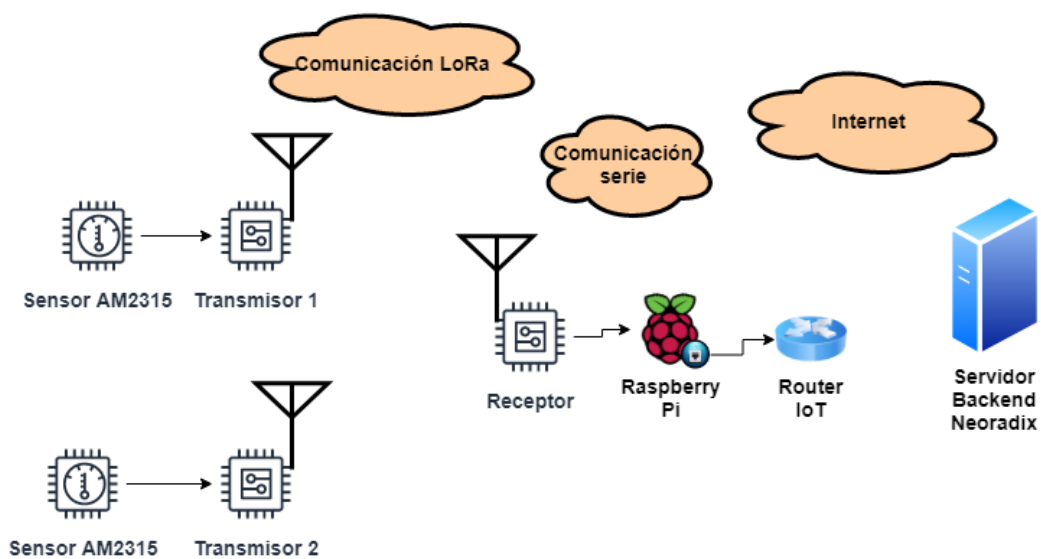 Comunicación LoRa
Internet
Comunicación
serie
Sensor AM2315
Transmisor 1
Receptor
Raspberry
Pi
Router
IoT
Servidor
Backend
Neoradix
Sensor AM2315
Transmisor 2